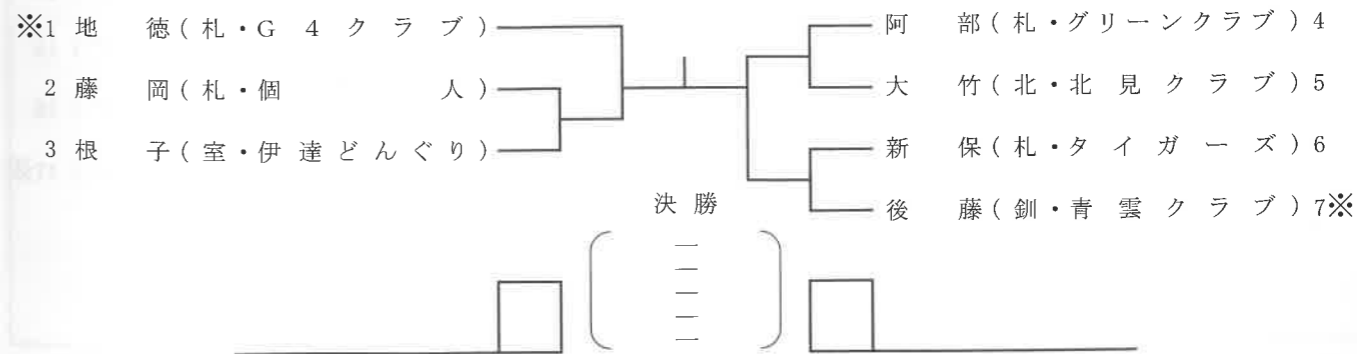 ※1 地 徳(札・G4クラブ)
2 藤 岡(札・個 人)
3 根 子(室・伊達どんぐり)
阿 部(札・グリーンクラブ)4
大 竹(北・北見クラブ)5
新 保(札・タイガーズ)6
後 藤(釧・青雲クラブ)7※
決勝